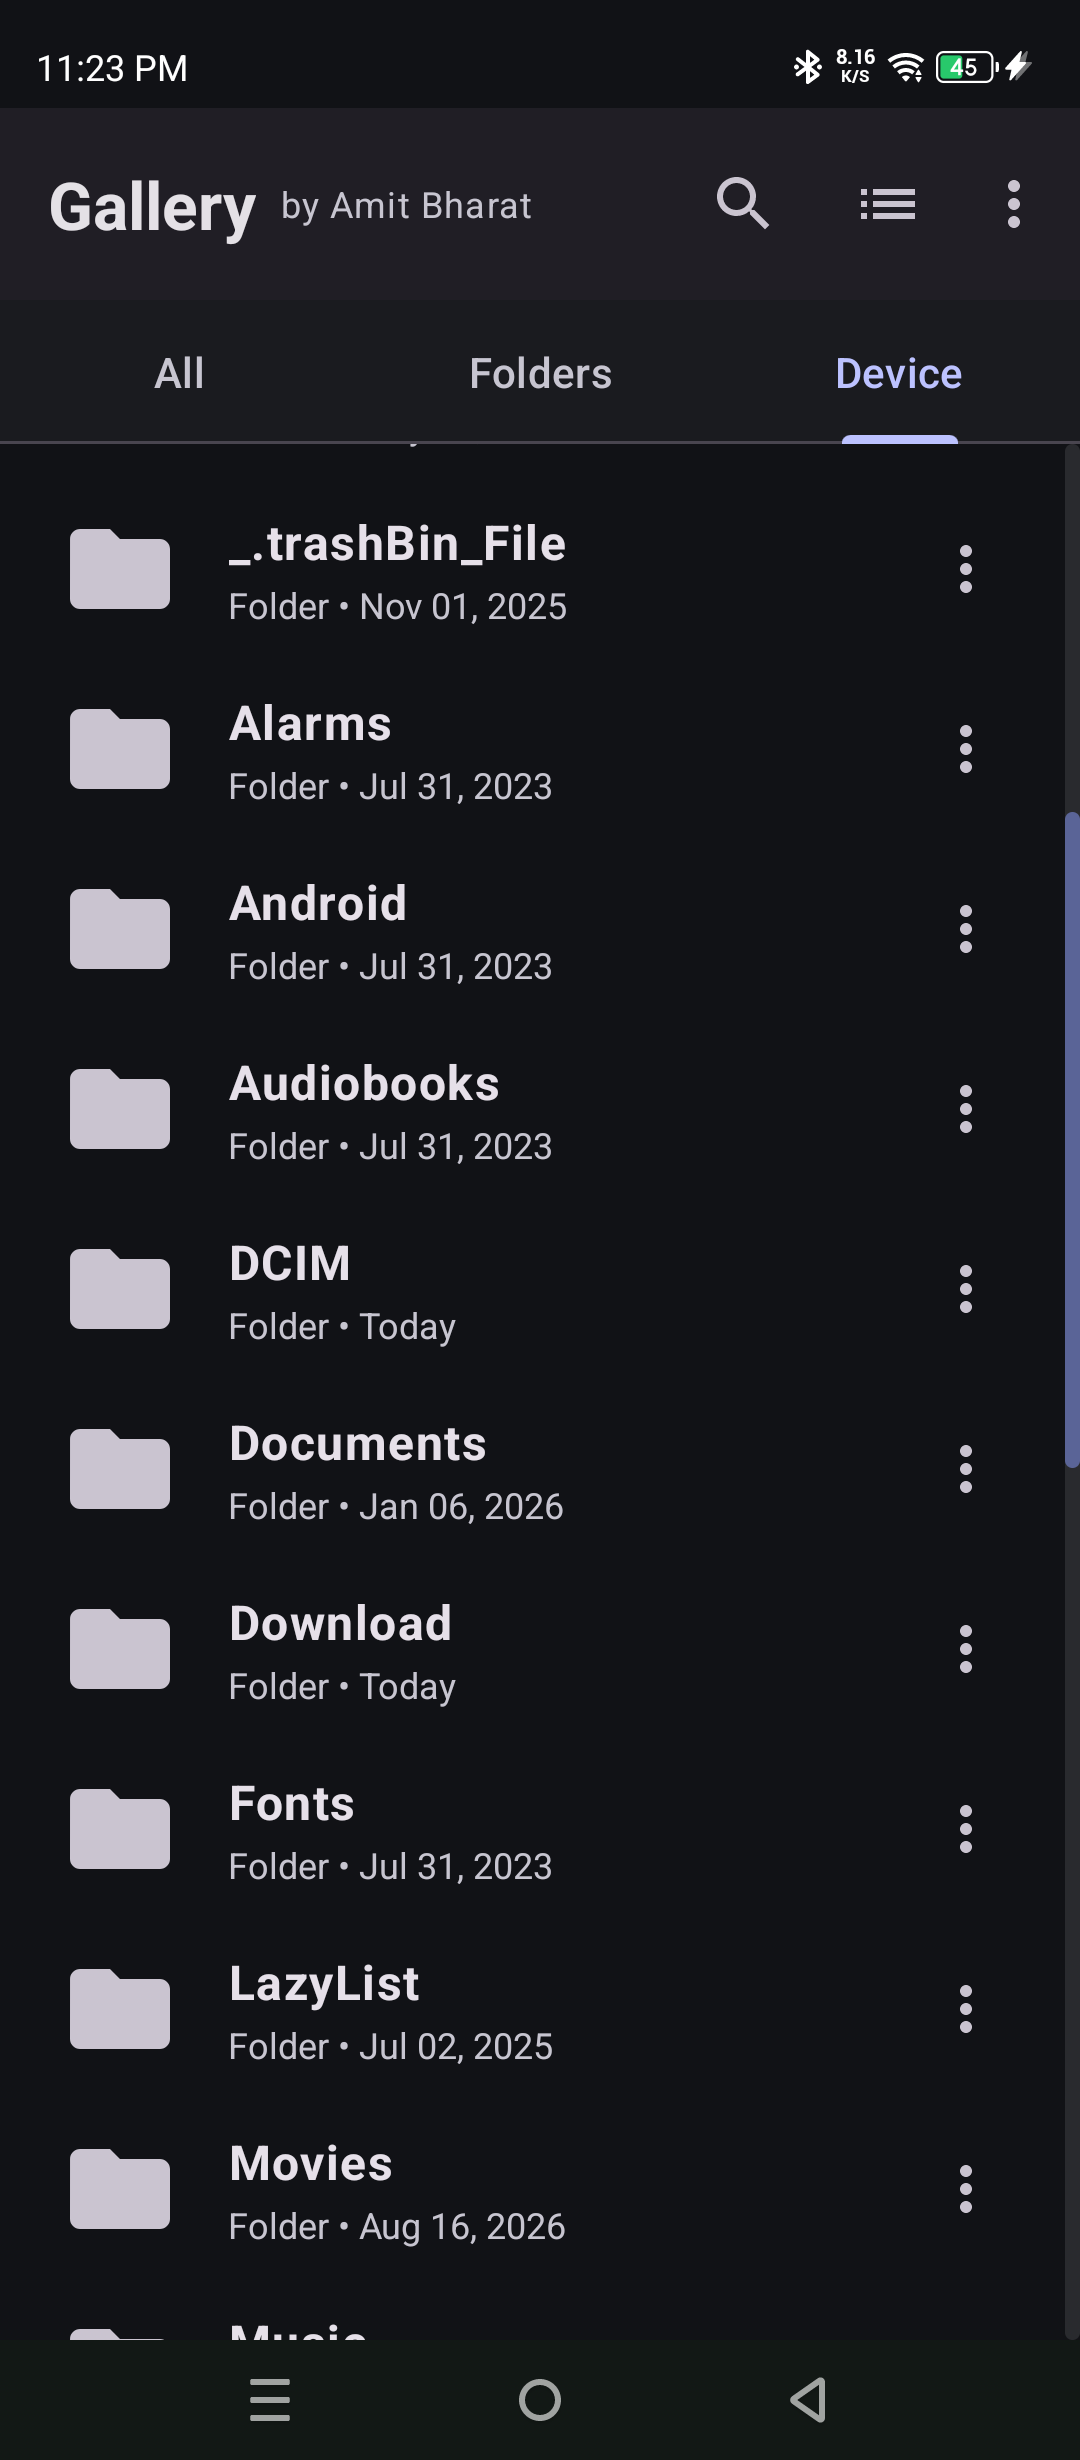 11:23 PM
8.16
K/S
45
Gallery by Amit Bharat
All Folders Device
_.trashBin_File
Folder • Nov 01, 2025
Alarms
Folder • Jul 31, 2023
Android
Folder • Jul 31, 2023
Audiobooks
Folder • Jul 31, 2023
DCIM
Folder • Today
Documents
Folder • Jan 06, 2026
Download
Folder • Today
Fonts
Folder • Jul 31, 2023
LazyList
Folder • Jul 02, 2025
Movies
Folder • Aug 16, 2026
Music